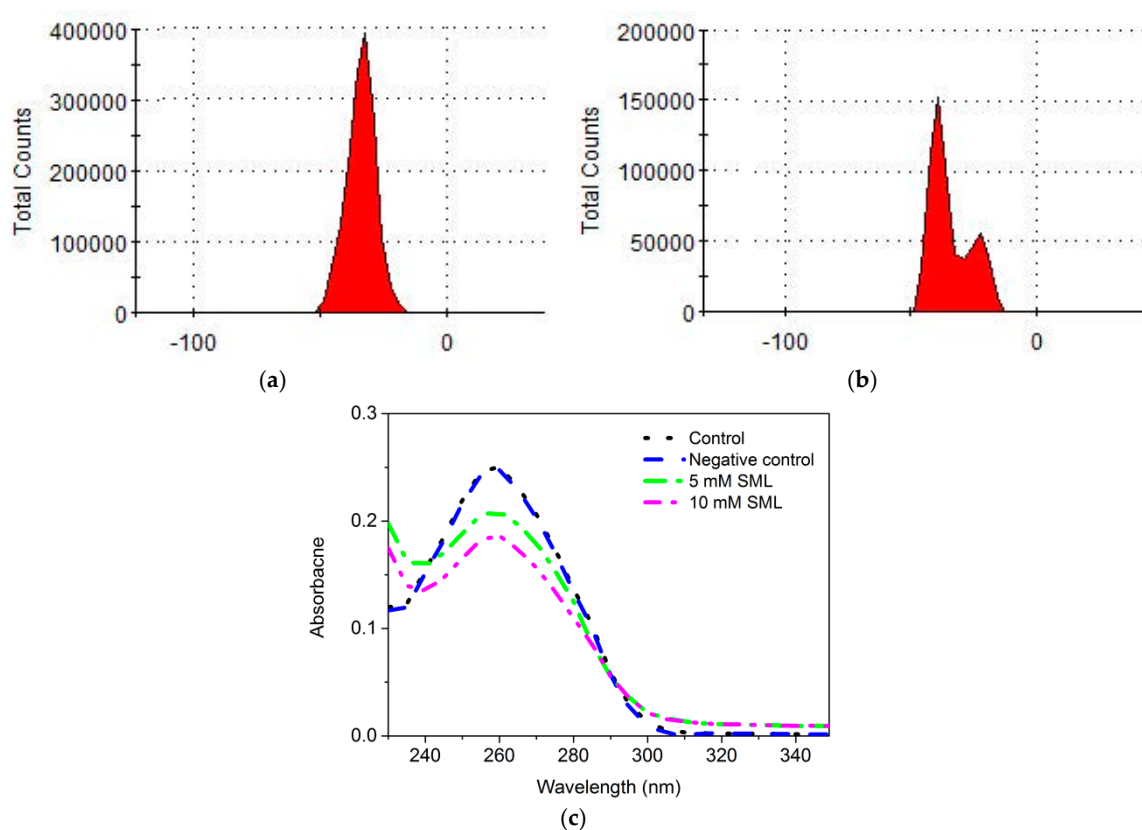 Total Counts
400000
300000
200000
100000
0
-100
0
(a)
Total Counts
200000
150000
100000
50000
0
-100
0
(b)
Absorbacne
0.3
0.2
0.1
0.0
Control
Negative control
5 mM SML
10 mM SML
240 260 280 300 320 340
Wavelength (nm)
(c)